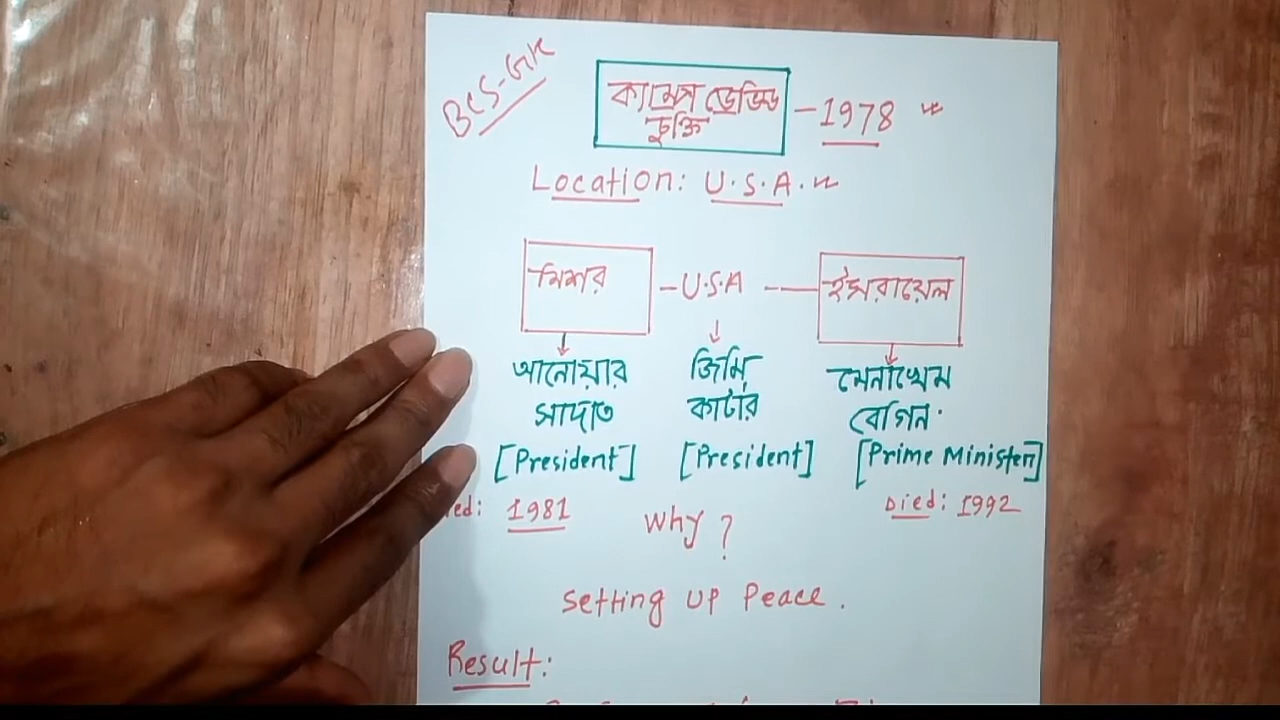 BCS-GK
ক্যাম্প ডেভিড
চুক্তি
- 1978
Location: U.S.A.
মিশর - U.S.A - ইসরায়েল
আনোয়ার জিমি মেনাখেম
সাদাত কার্টার বেগিন
[President] [President] [Prime Minister]
1981 Died: 1992
Why?
Setting up Peace.
Result: